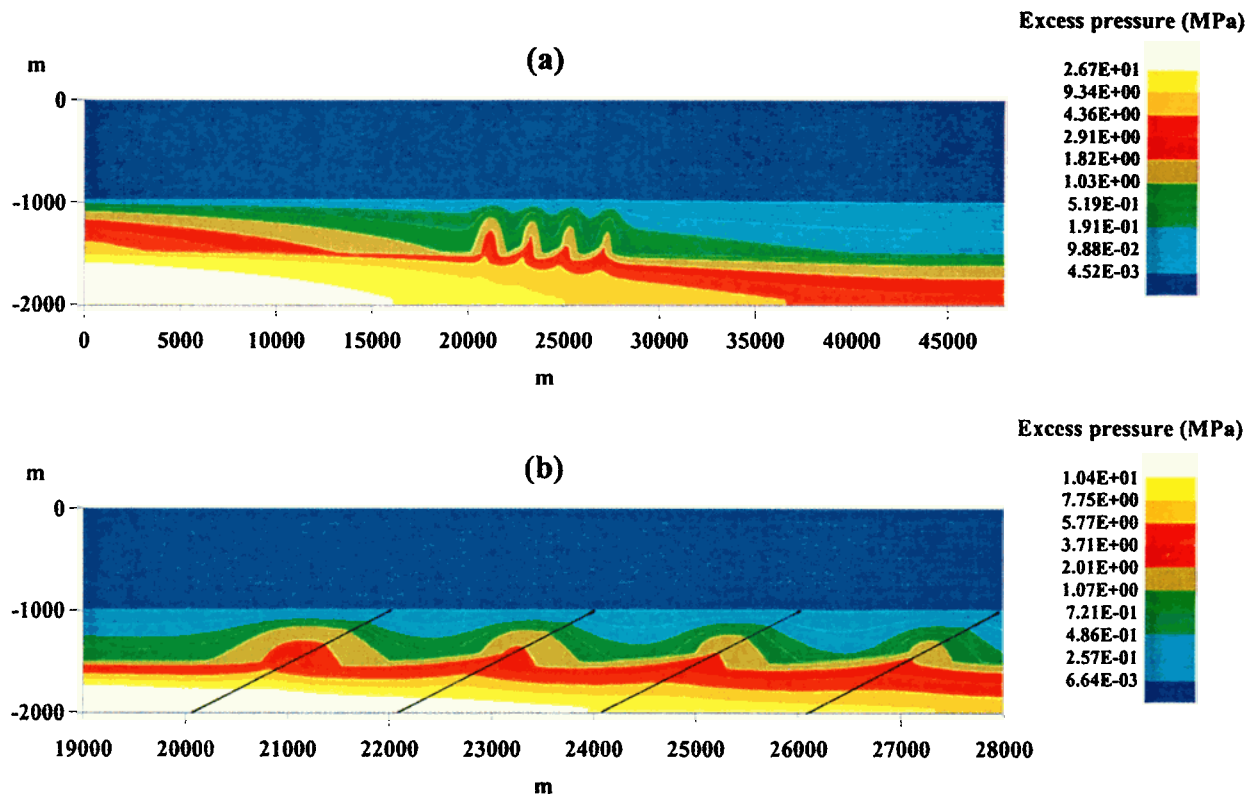 Excess pressure (MPa)
(a)
m
2.67E+01
9.34E+00
4.36E+00
2.91E+00
1.82E+00
1.03E+00
5.19E-01
1.91E-01
9.88E-02
4.52E-03
0
-1000
-2000
0 5000 10000 15000 20000 25000 30000 35000 40000 45000
m
Excess pressure (MPa)
(b)
m
1.04E+01
7.75E+00
5.77E+00
3.71E+00
2.01E+00
1.07E+00
7.21E-01
4.86E-01
2.57E-01
6.64E-03
0
-1000
-2000
19000 20000 21000 22000 23000 24000 25000 26000 27000 28000
m